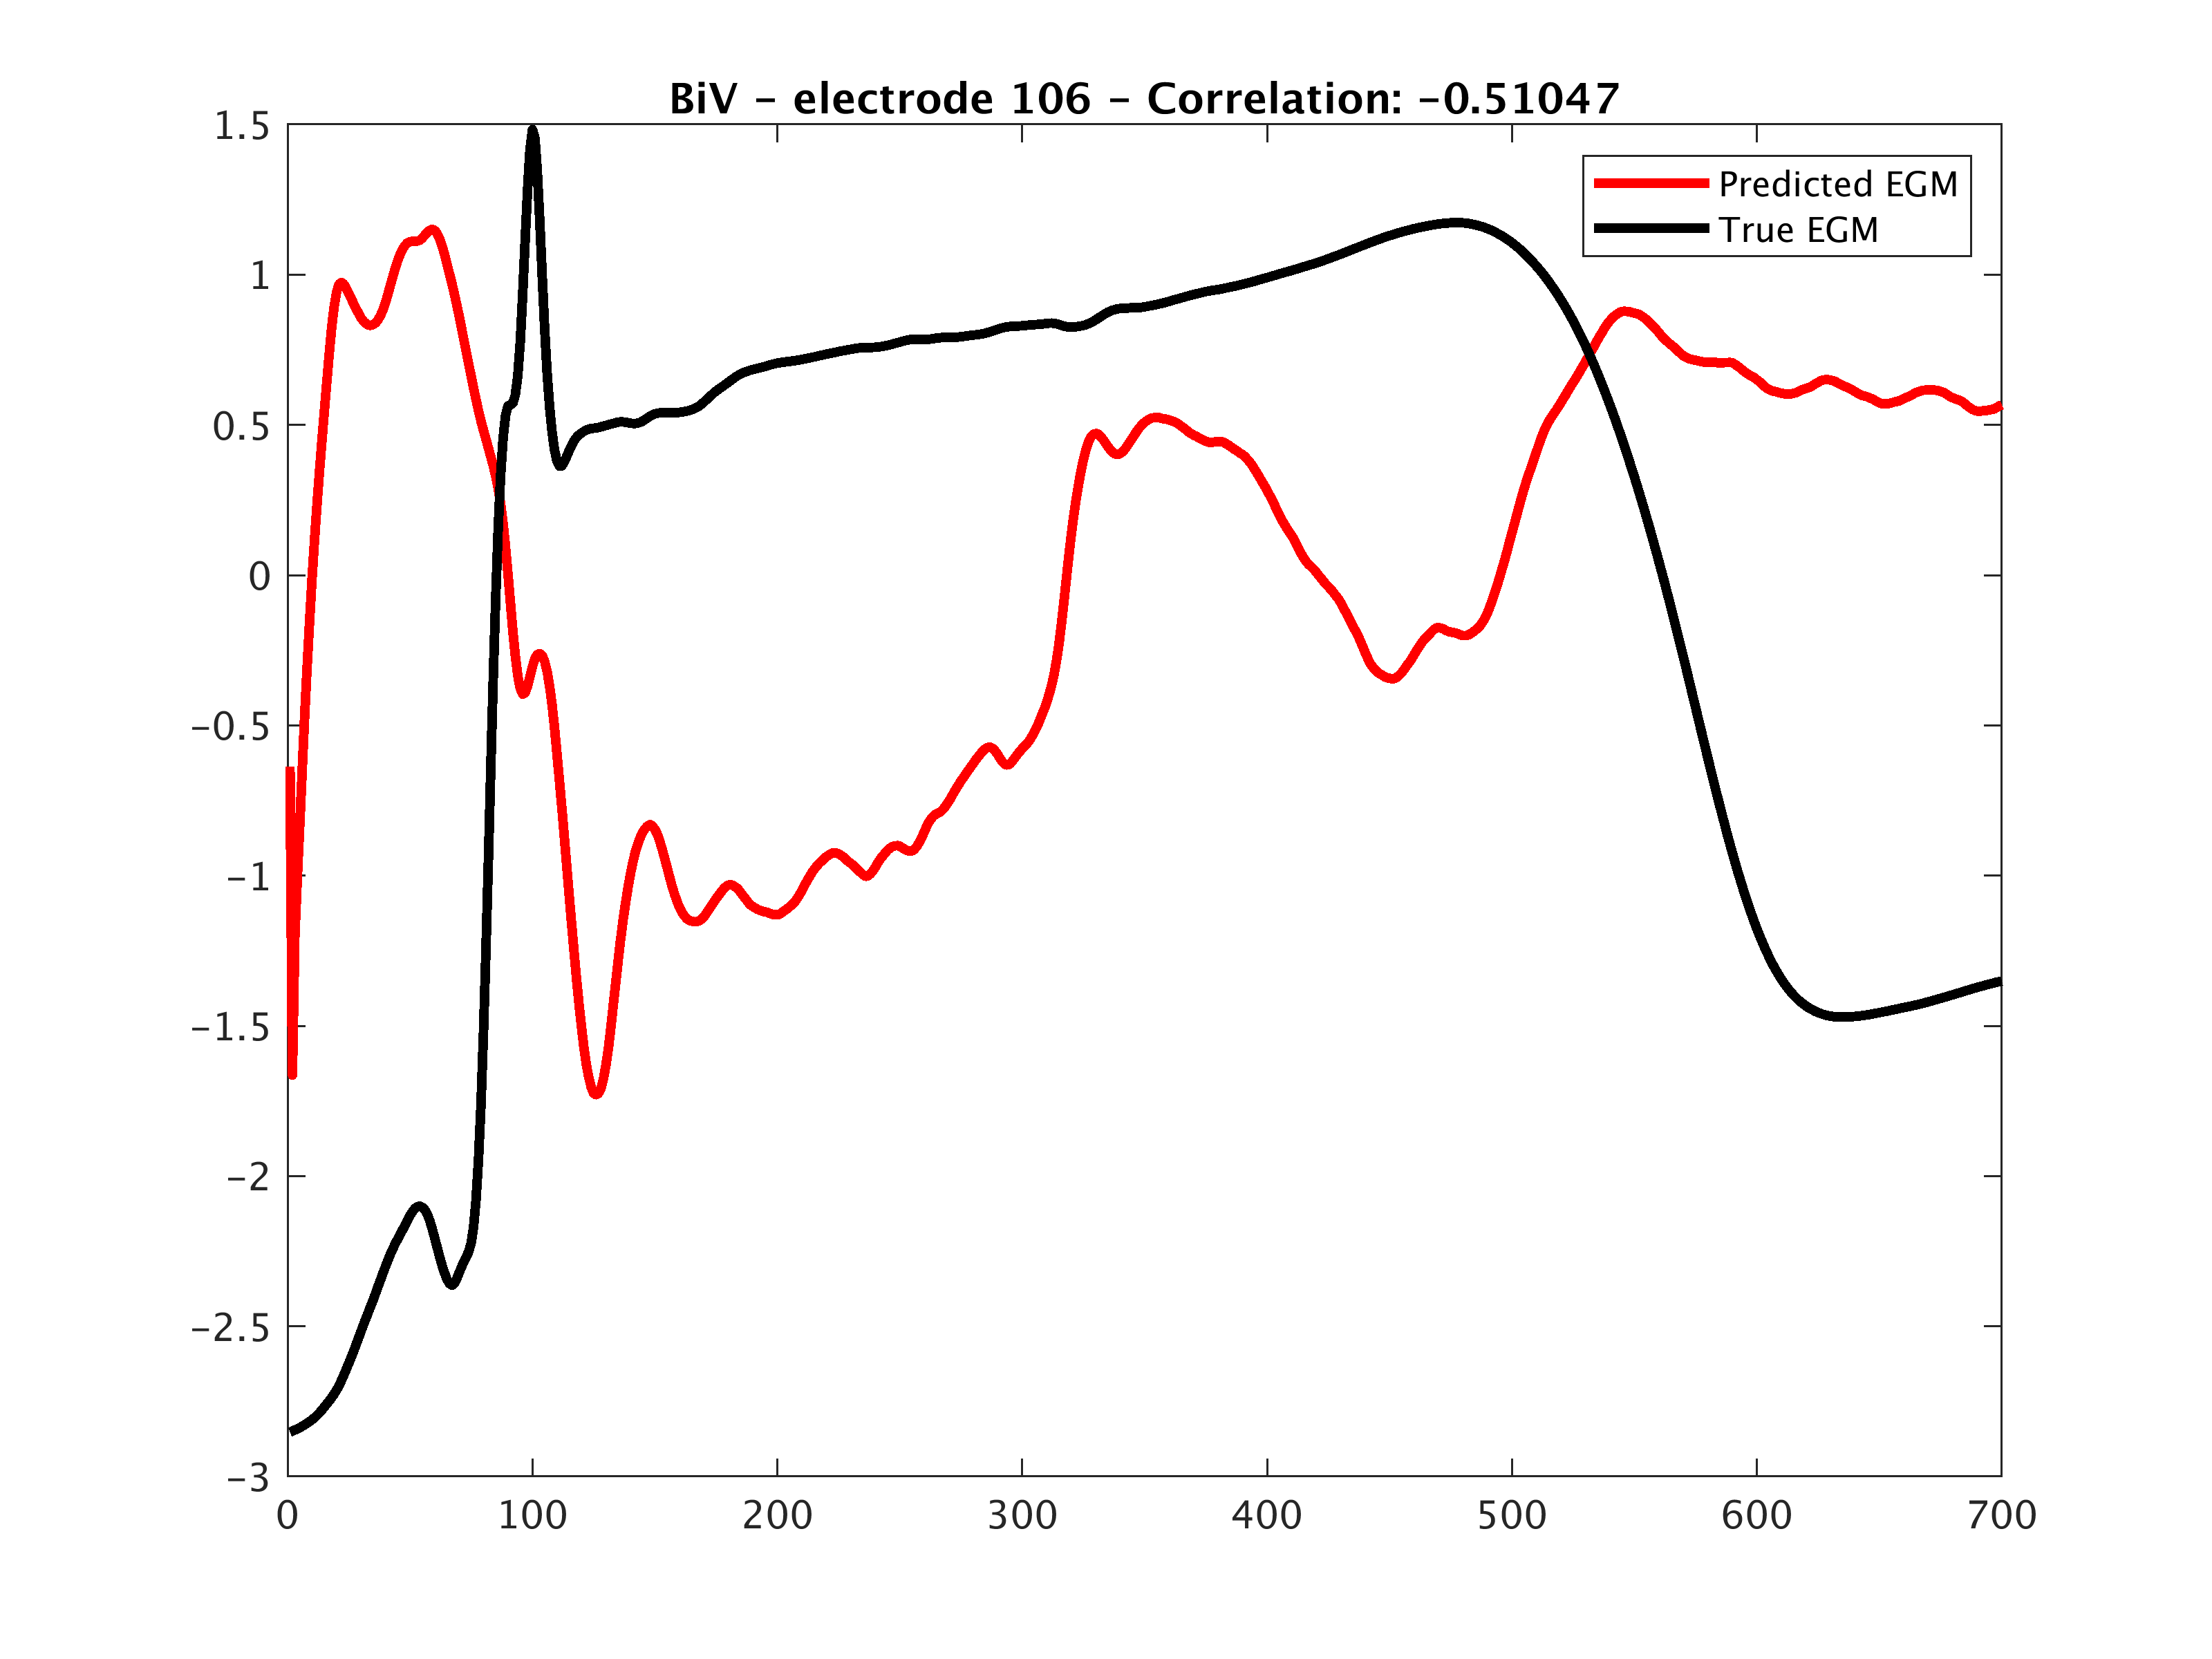 BiV – electrode 106 – Correlation: −0.51047
1.5
1
0.5
0
−0.5
−1
−1.5
−2
−2.5
−3
0 100 200 300 400 500 600 700
Predicted EGM
True EGM